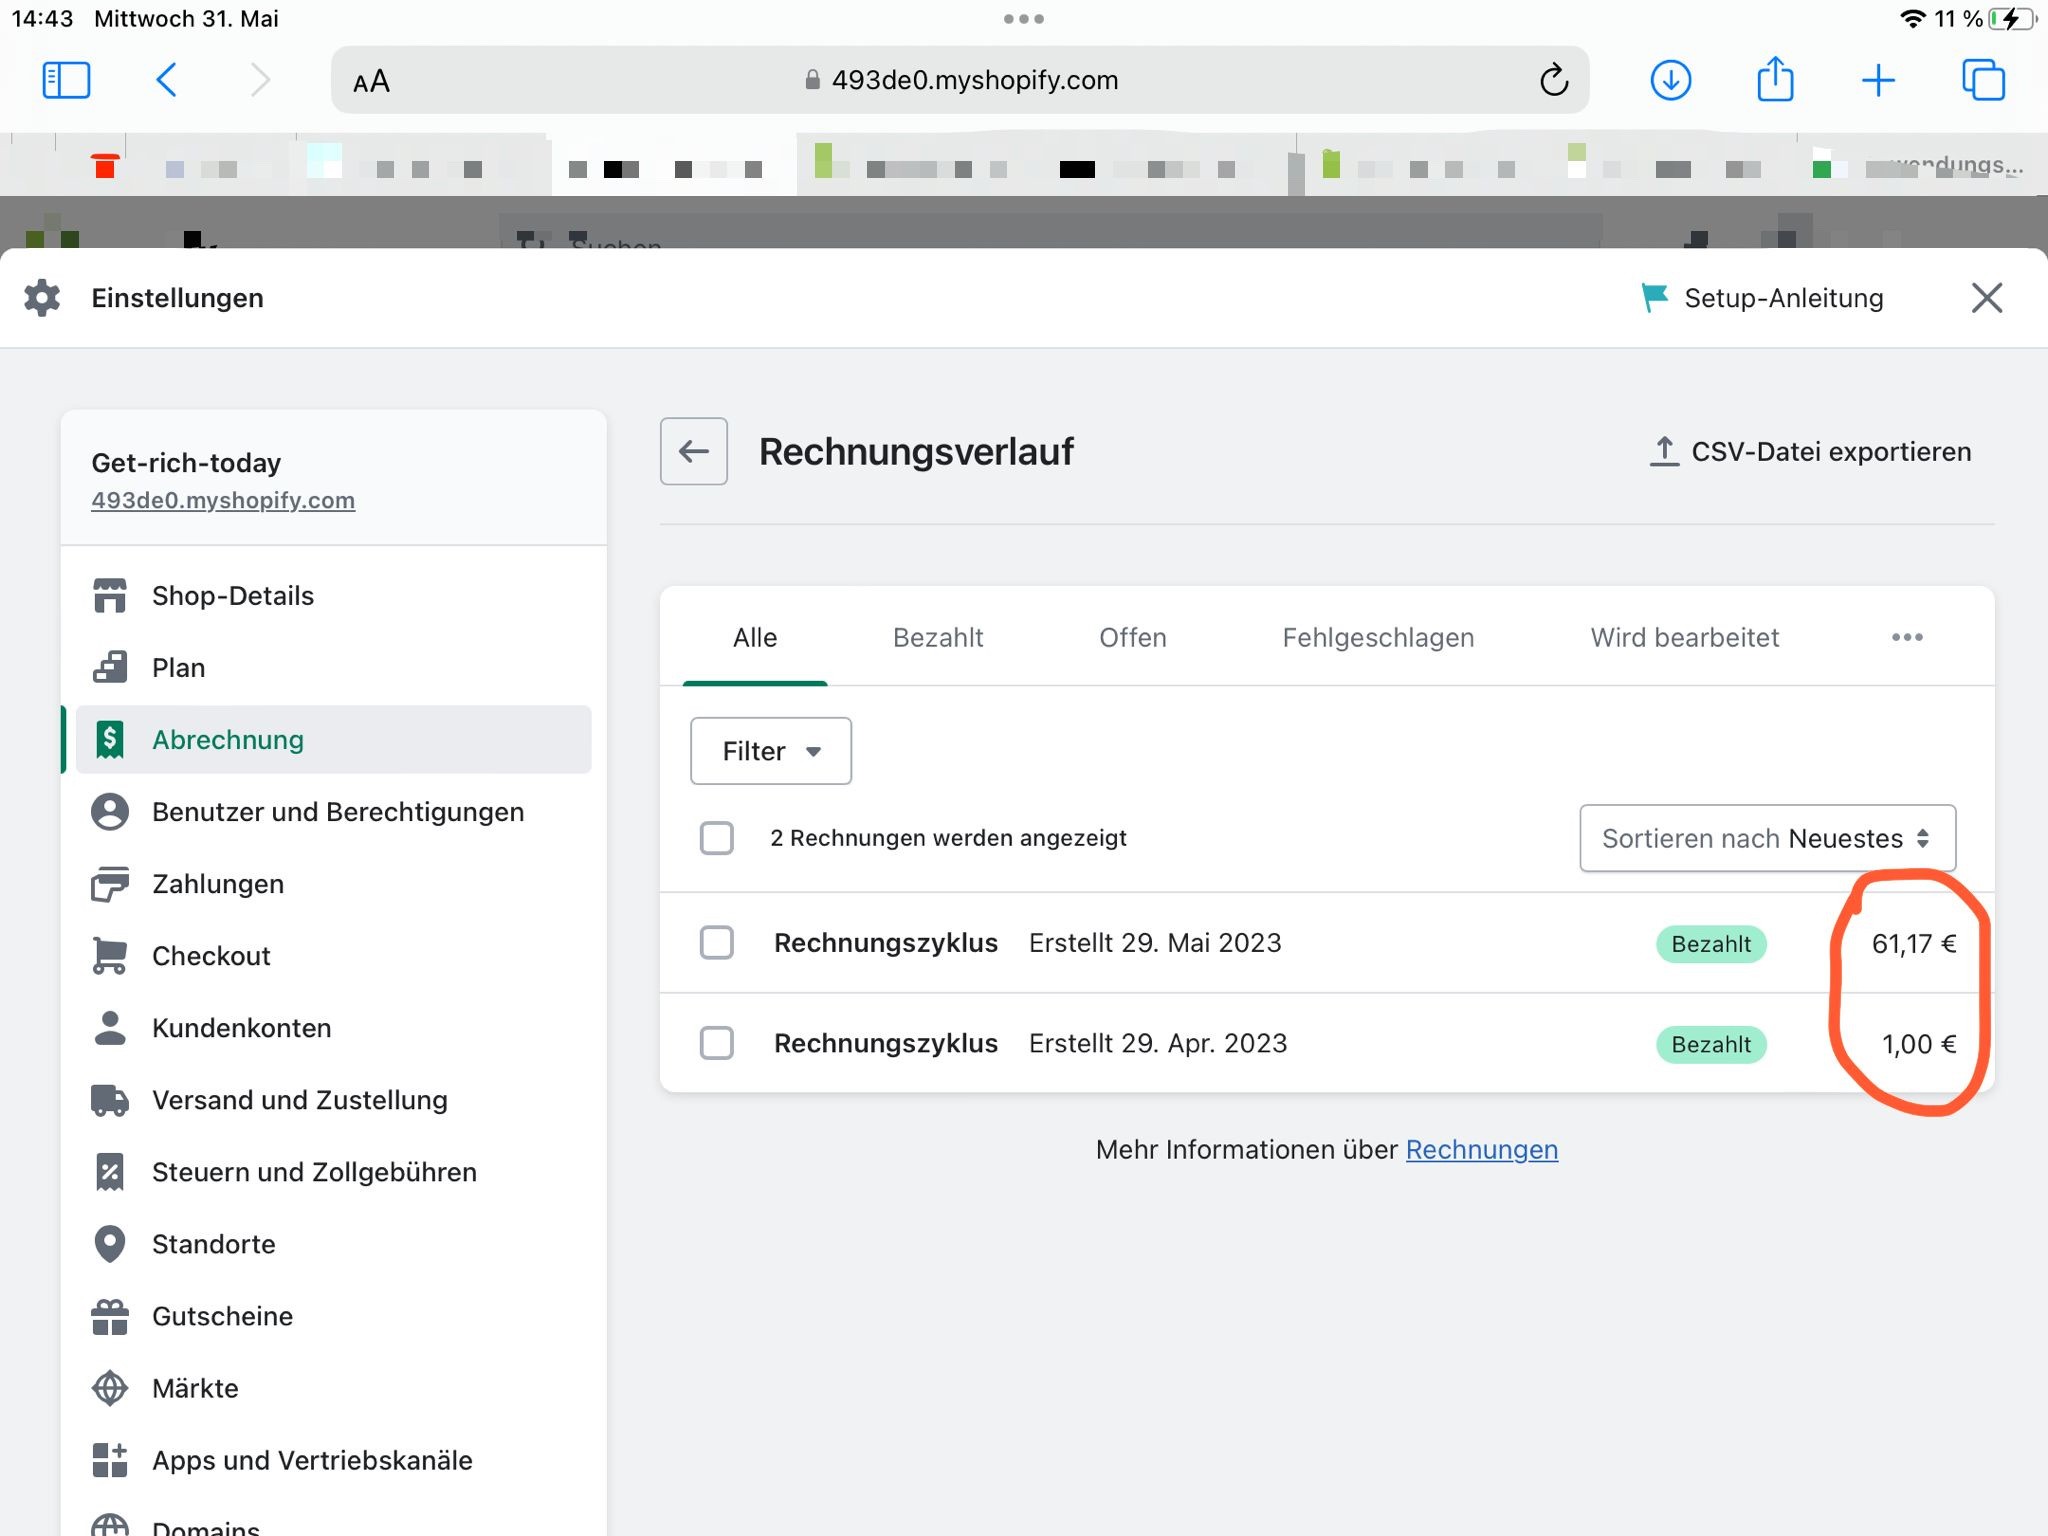 14:43 Mittwoch 31. Mai
11 %
AA 493de0.myshopify.com
Einstellungen
Setup-Anleitung
Get-rich-today
493de0.myshopify.com
Shop-Details
Plan
Abrechnung
Benutzer und Berechtigungen
Zahlungen
Checkout
Kundenkonten
Versand und Zustellung
Steuern und Zollgebühren
Standorte
Gutscheine
Märkte
Apps und Vertriebskanäle
Domains
Rechnungsverlauf
CSV-Datei exportieren
Alle Bezahlt Offen Fehlgeschlagen Wird bearbeitet
Filter
2 Rechnungen werden angezeigt
Sortieren nach Neuestes
Rechnungszyklus Erstellt 29. Mai 2023 Bezahlt 61,17 €
Rechnungszyklus Erstellt 29. Apr. 2023 Bezahlt 1,00 €
Mehr Informationen über Rechnungen